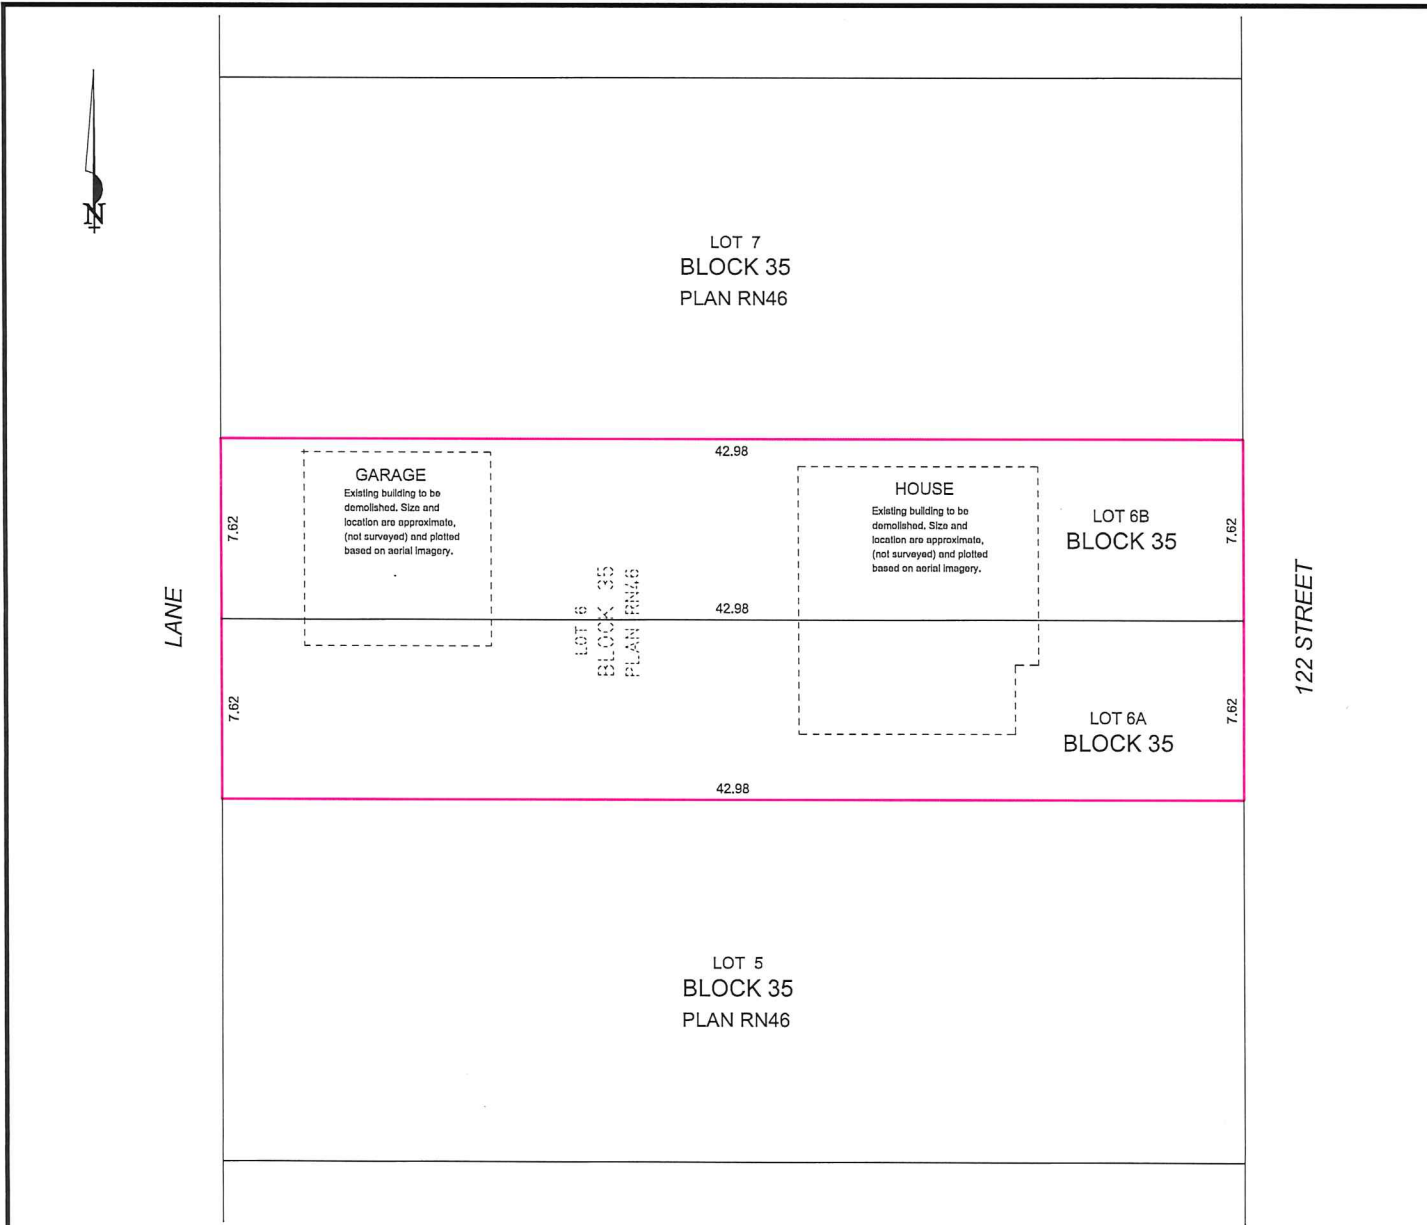 N
LOT 7
BLOCK 35
PLAN RN46
42.98
GARAGE
Existing building to be
demolished. Size and
location are approximate,
(not surveyed) and plotted
based on aerial imagery.
HOUSE
Existing building to be
demolished. Size and
location are approximate,
(not surveyed) and plotted
based on aerial imagery.
LOT 6B
BLOCK 35
7.62
7.62
LANE
LOT 6
BLOCK 35
PLAN RN46
42.98
122 STREET
7.62
LOT 6A
BLOCK 35
7.62
42.98
LOT 5
BLOCK 35
PLAN RN46